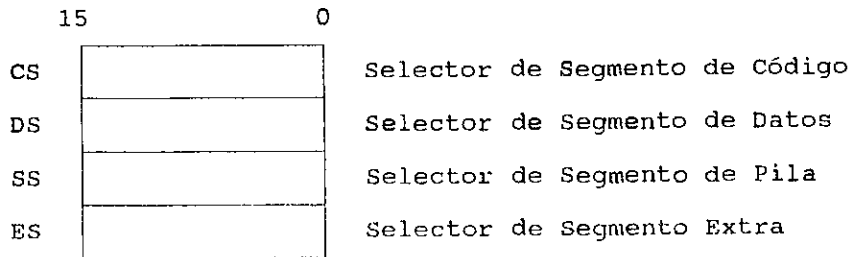 15 0
CS Selector de Segmento de Código
DS Selector de Segmento de Datos
SS Selector de Segmento de Pila
ES Selector de Segmento Extra